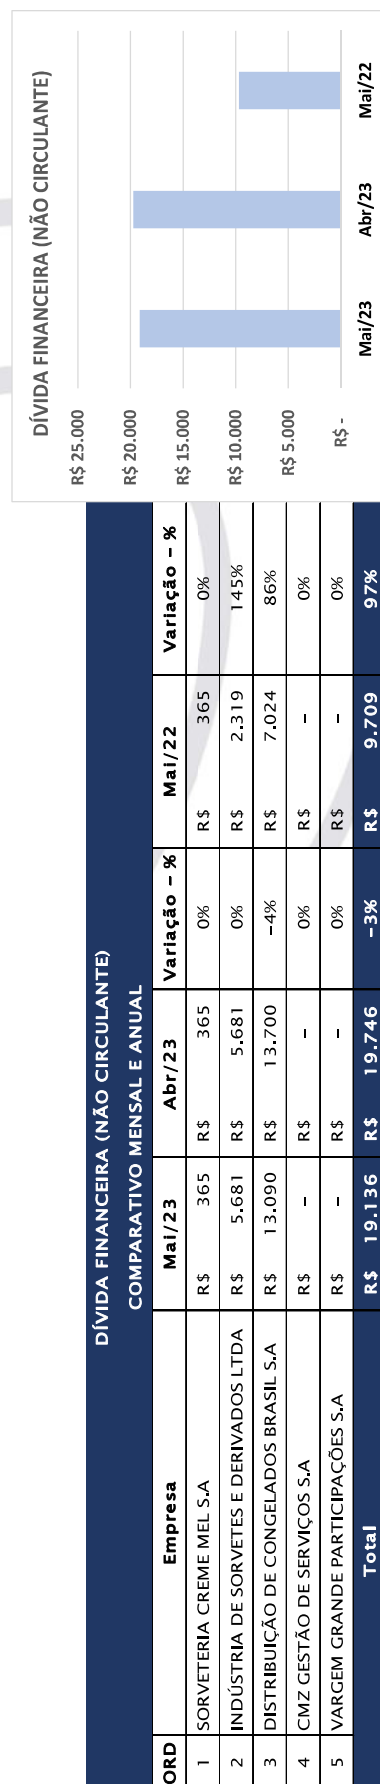 DÍVIDA FINANCEIRA (NÃO CIRCULANTE)
COMPARATIVO MENSAL E ANUAL
ORD Empresa Mai/23 Abr/23 Variação – % Mai/22 Variação – %
1 SORVETERIA CREME MEL S.A R$ 365 R$ 365 0% R$ 365 0%
2 INDÚSTRIA DE SORVETES E DERIVADOS LTDA R$ 5.681 R$ 5.681 0% R$ 2.319 145%
3 DISTRIBUIÇÃO DE CONGELADOS BRASIL S.A R$ 13.090 R$ 13.700 –4% R$ 7.024 86%
4 CMZ GESTÃO DE SERVIÇOS S.A R$ – R$ – 0% R$ – 0%
5 VARGEM GRANDE PARTICIPAÇÕES S.A R$ – R$ – 0% R$ – 0%
Total R$ 19.136 R$ 19.746 –3% R$ 9.709 97%
DÍVIDA FINANCEIRA (NÃO CIRCULANTE)
R$ 25.000
R$ 20.000
R$ 15.000
R$ 10.000
R$ 5.000
R$ -
Mai/23 Abr/23 Mai/22